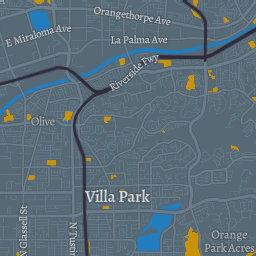 Orangethorpe Ave
E Miraloma Ave
La Palma Ave
Riverside Fwy
Olive
Villa Park
N Glassell St
N Tustin
Orange
Park Acres